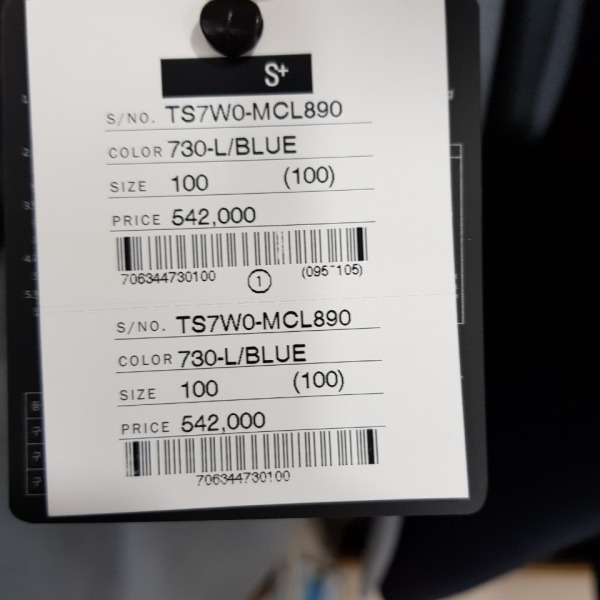 S+
S/NO. TS7W0-MCL890
COLOR 730-L/BLUE
SIZE 100 (100)
PRICE 542,000
706344730100 1 (095~105)
S/NO. TS7W0-MCL890
COLOR 730-L/BLUE
SIZE 100 (100)
PRICE 542,000
706344730100